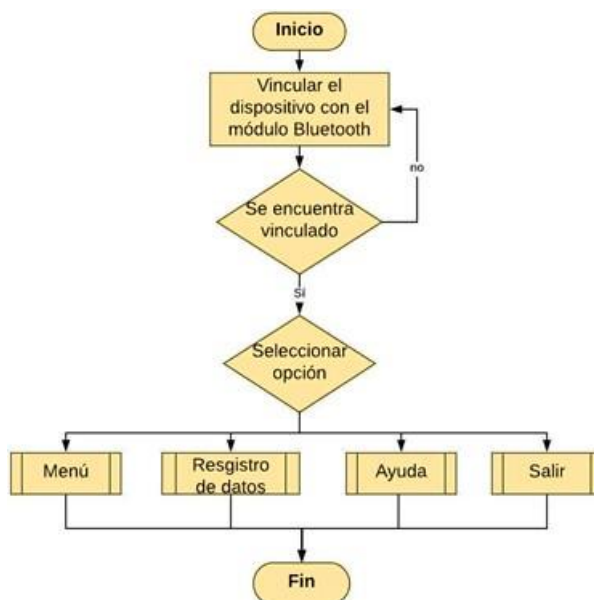 Inicio
Vincular el
dispositivo con el
módulo Bluetooth
no
Se encuentra
vinculado
Si
Seleccionar
opción
Menú
Resgistro
de datos
Ayuda
Salir
Fin